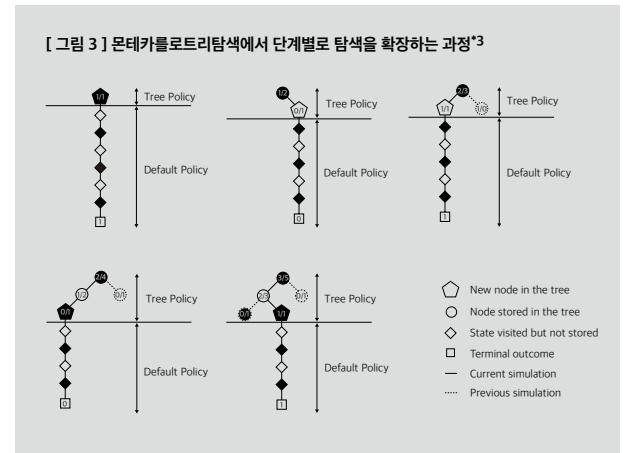 [ 그림 3 ] 몬테카를로트리탐색에서 단계별로 탐색을 확장하는 과정*3
1/1
Tree Policy
Default Policy
1
1/2
0/1
Tree Policy
Default Policy
0
2/3
1/1
1/0
Tree Policy
Default Policy
1
2/4
1/2
0/1
0/1
Tree Policy
Default Policy
0
3/5
2/3
0/1
0/1
1/1
Tree Policy
Default Policy
1
New node in the tree
Node stored in the tree
State visited but not stored
Terminal outcome
Current simulation
Previous simulation